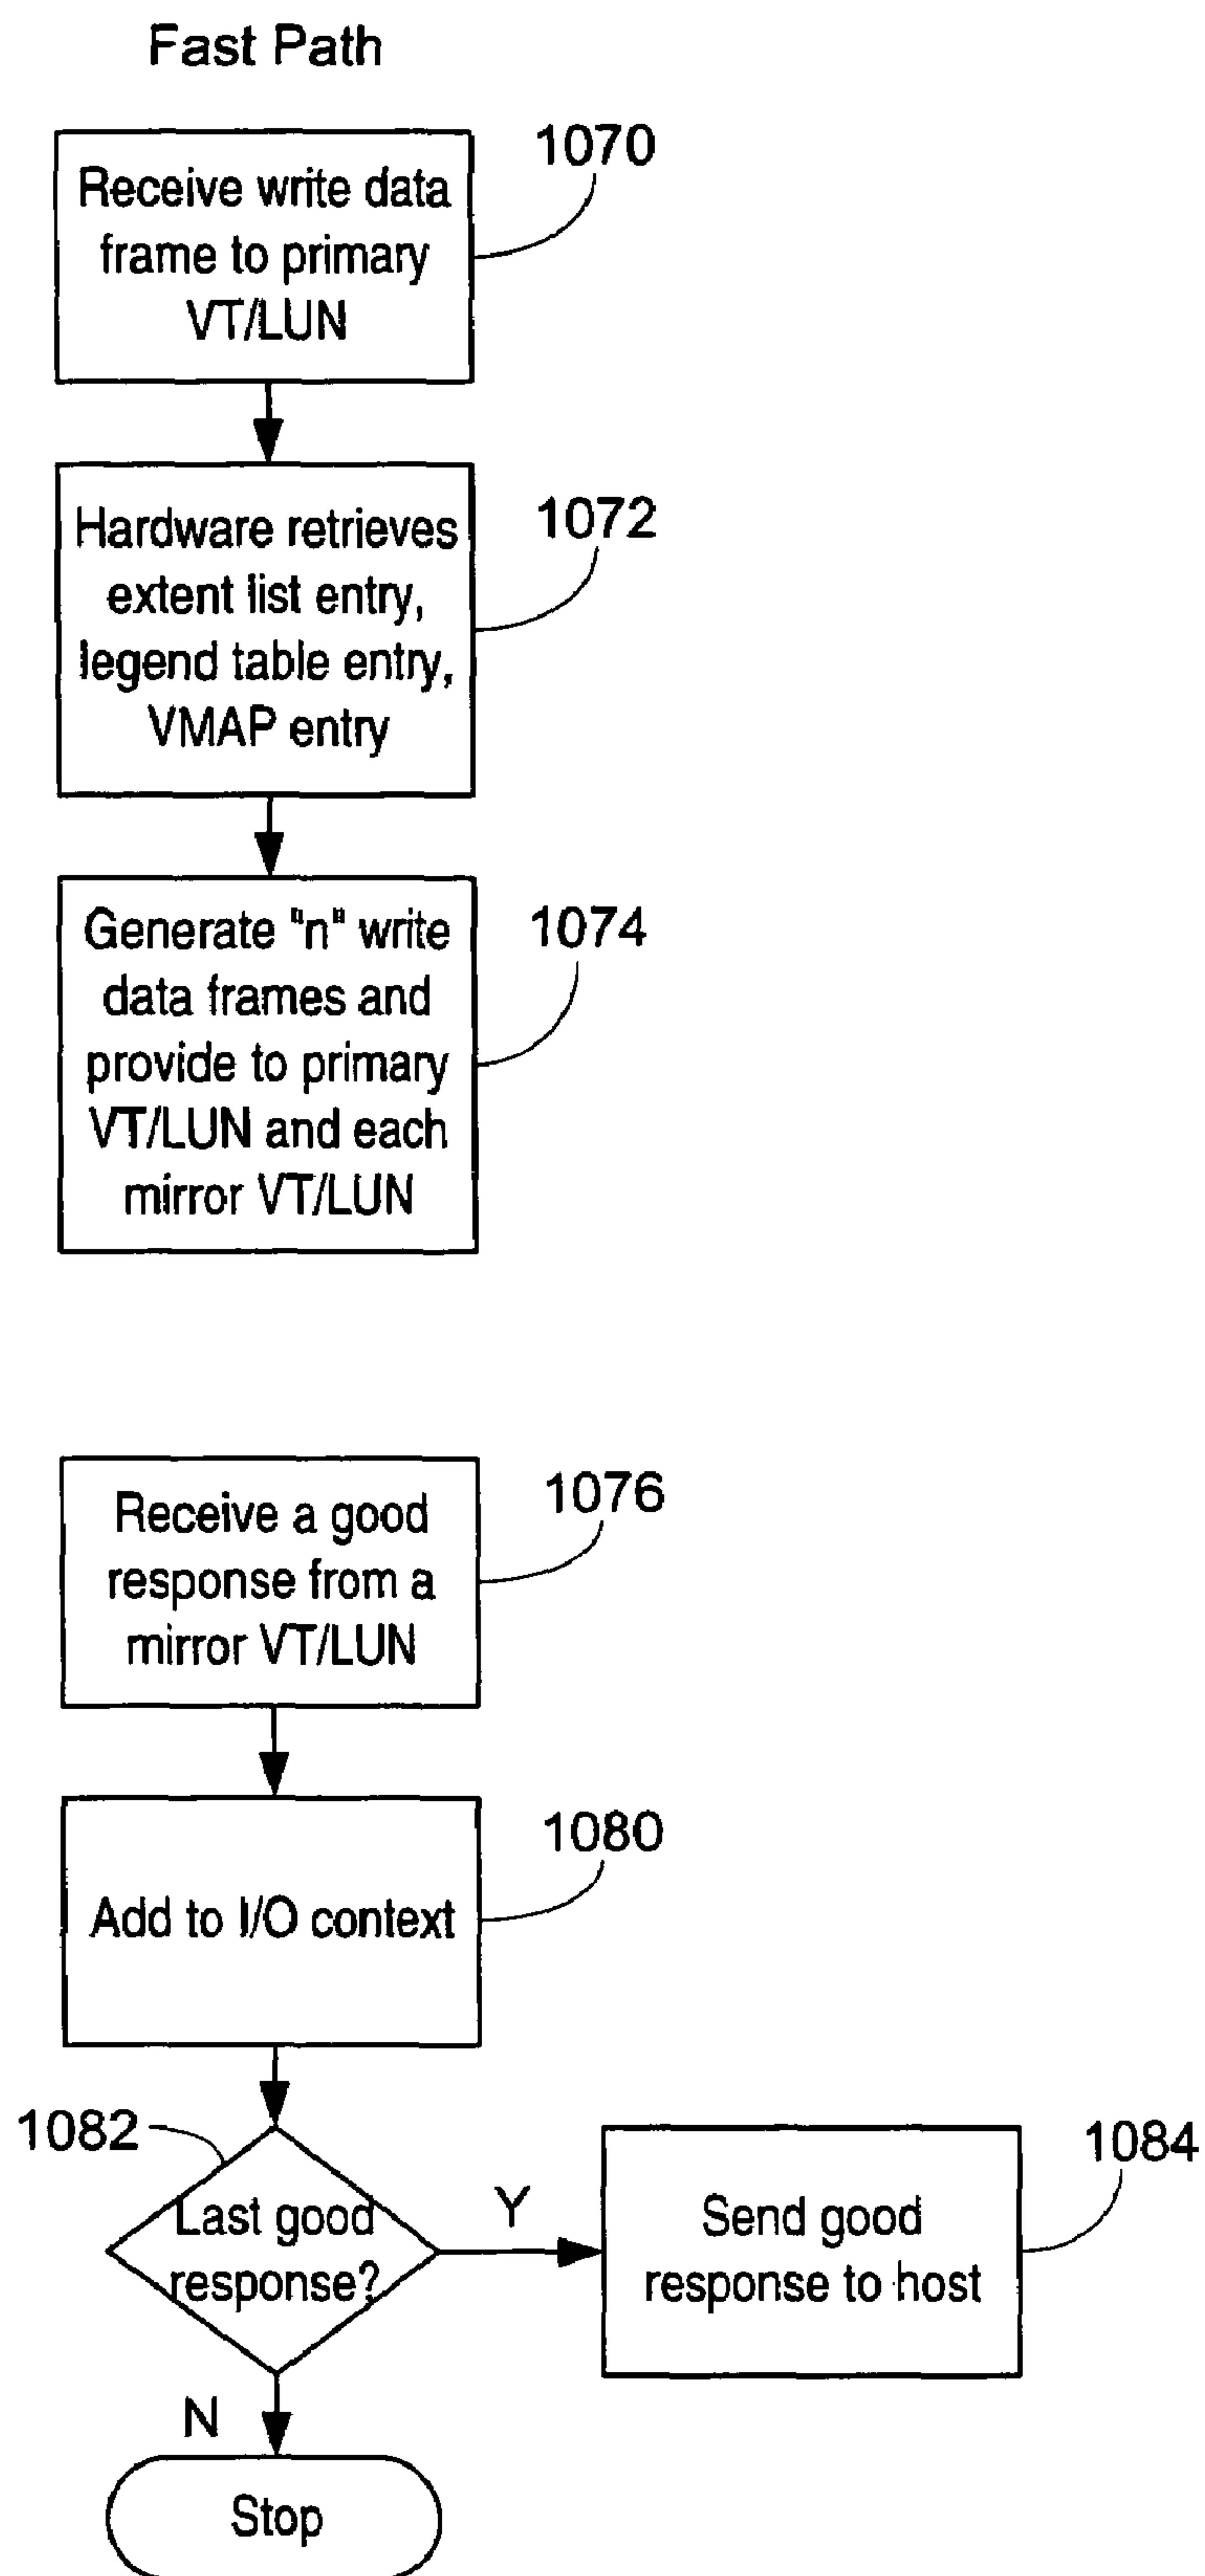 Fast Path
Receive write data
frame to primary
VT/LUN
1070
Hardware retrieves
extent list entry,
legend table entry,
VMAP entry
1072
Generate "n" write
data frames and
provide to primary
VT/LUN and each
mirror VT/LUN
1074
Receive a good
response from a
mirror VT/LUN
1076
Add to I/O context
1080
1082
Last good
response?
Y
Send good
response to host
1084
N
Stop